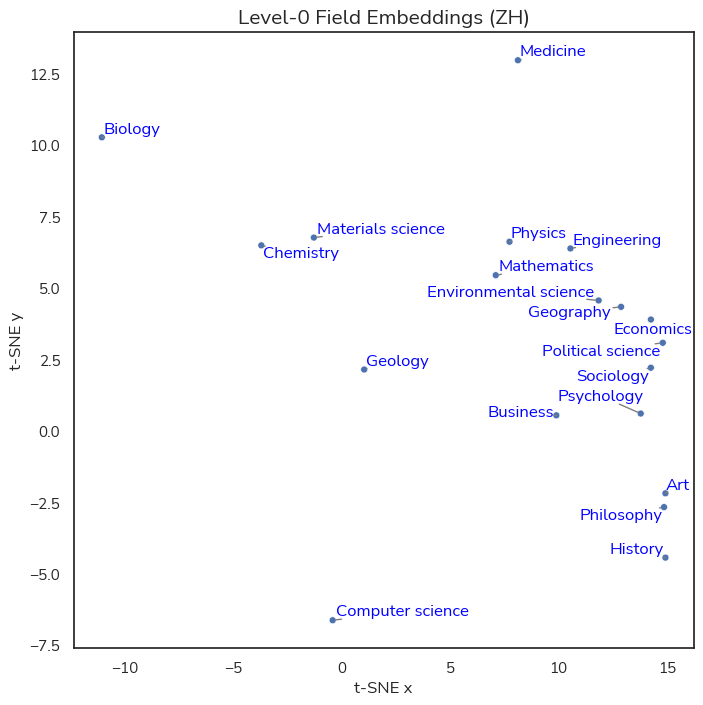 Level-0 Field Embeddings (ZH)
Medicine
12.5
Biology
10.0
7.5
Materials science
Physics
Engineering
Chemistry
Mathematics
5.0
Environmental science
Geography
Economics
t-SNE y
Political science
2.5
Geology
Sociology
Psychology
0.0
Business
−2.5
Art
Philosophy
History
−5.0
Computer science
−7.5
−10
−5
0
5
10
15
t-SNE x